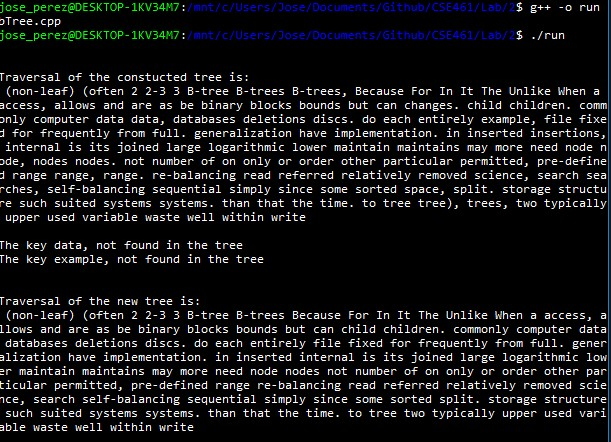 jose_perez@DESKTOP-1KV34M7:/mnt/c/Users/Jose/Documents/Github/CSE461/Lab/2$ g++ -o run
bTree.cpp
jose_perez@DESKTOP-1KV34M7:/mnt/c/Users/Jose/Documents/Github/CSE461/Lab/2$ ./run
Traversal of the constucted tree is:
(non-leaf) (often 2 2-3 3 B-tree B-trees B-trees, Because For In It The Unlike When a
access, allows and are as be binary blocks bounds but can changes. child children. comm
only computer data data, databases deletions discs. do each entirely example, file fixe
d for frequently from full. generalization have implementation. in inserted insertions,
internal is its joined large logarithmic lower maintain maintains may more need node n
ode, nodes nodes. not number of on only or order other particular permitted, pre-define
d range range, range. re-balancing read referred relatively removed science, search sea
rches, self-balancing sequential simply since some sorted space, split. storage structu
re such suited systems systems. than that the time. to tree tree), trees, two typically
upper used variable waste well within write
The key data, not found in the tree
The key example, not found in the tree
Traversal of the new tree is:
(non-leaf) (often 2 2-3 3 B-tree B-trees Because For In It The Unlike When a access, a
llows and are as be binary blocks bounds but can child children. commonly computer data
databases deletions discs. do each entirely file fixed for frequently from full. gener
alization have implementation. in inserted internal is its joined large logarithmic low
er maintain maintains may more need node nodes not number of on only or order other par
ticular permitted, pre-defined range re-balancing read referred relatively removed scie
nce, search self-balancing sequential simply since some sorted split. storage structure
such suited systems systems. than that the time. to tree two typically upper used vari
able waste well within write